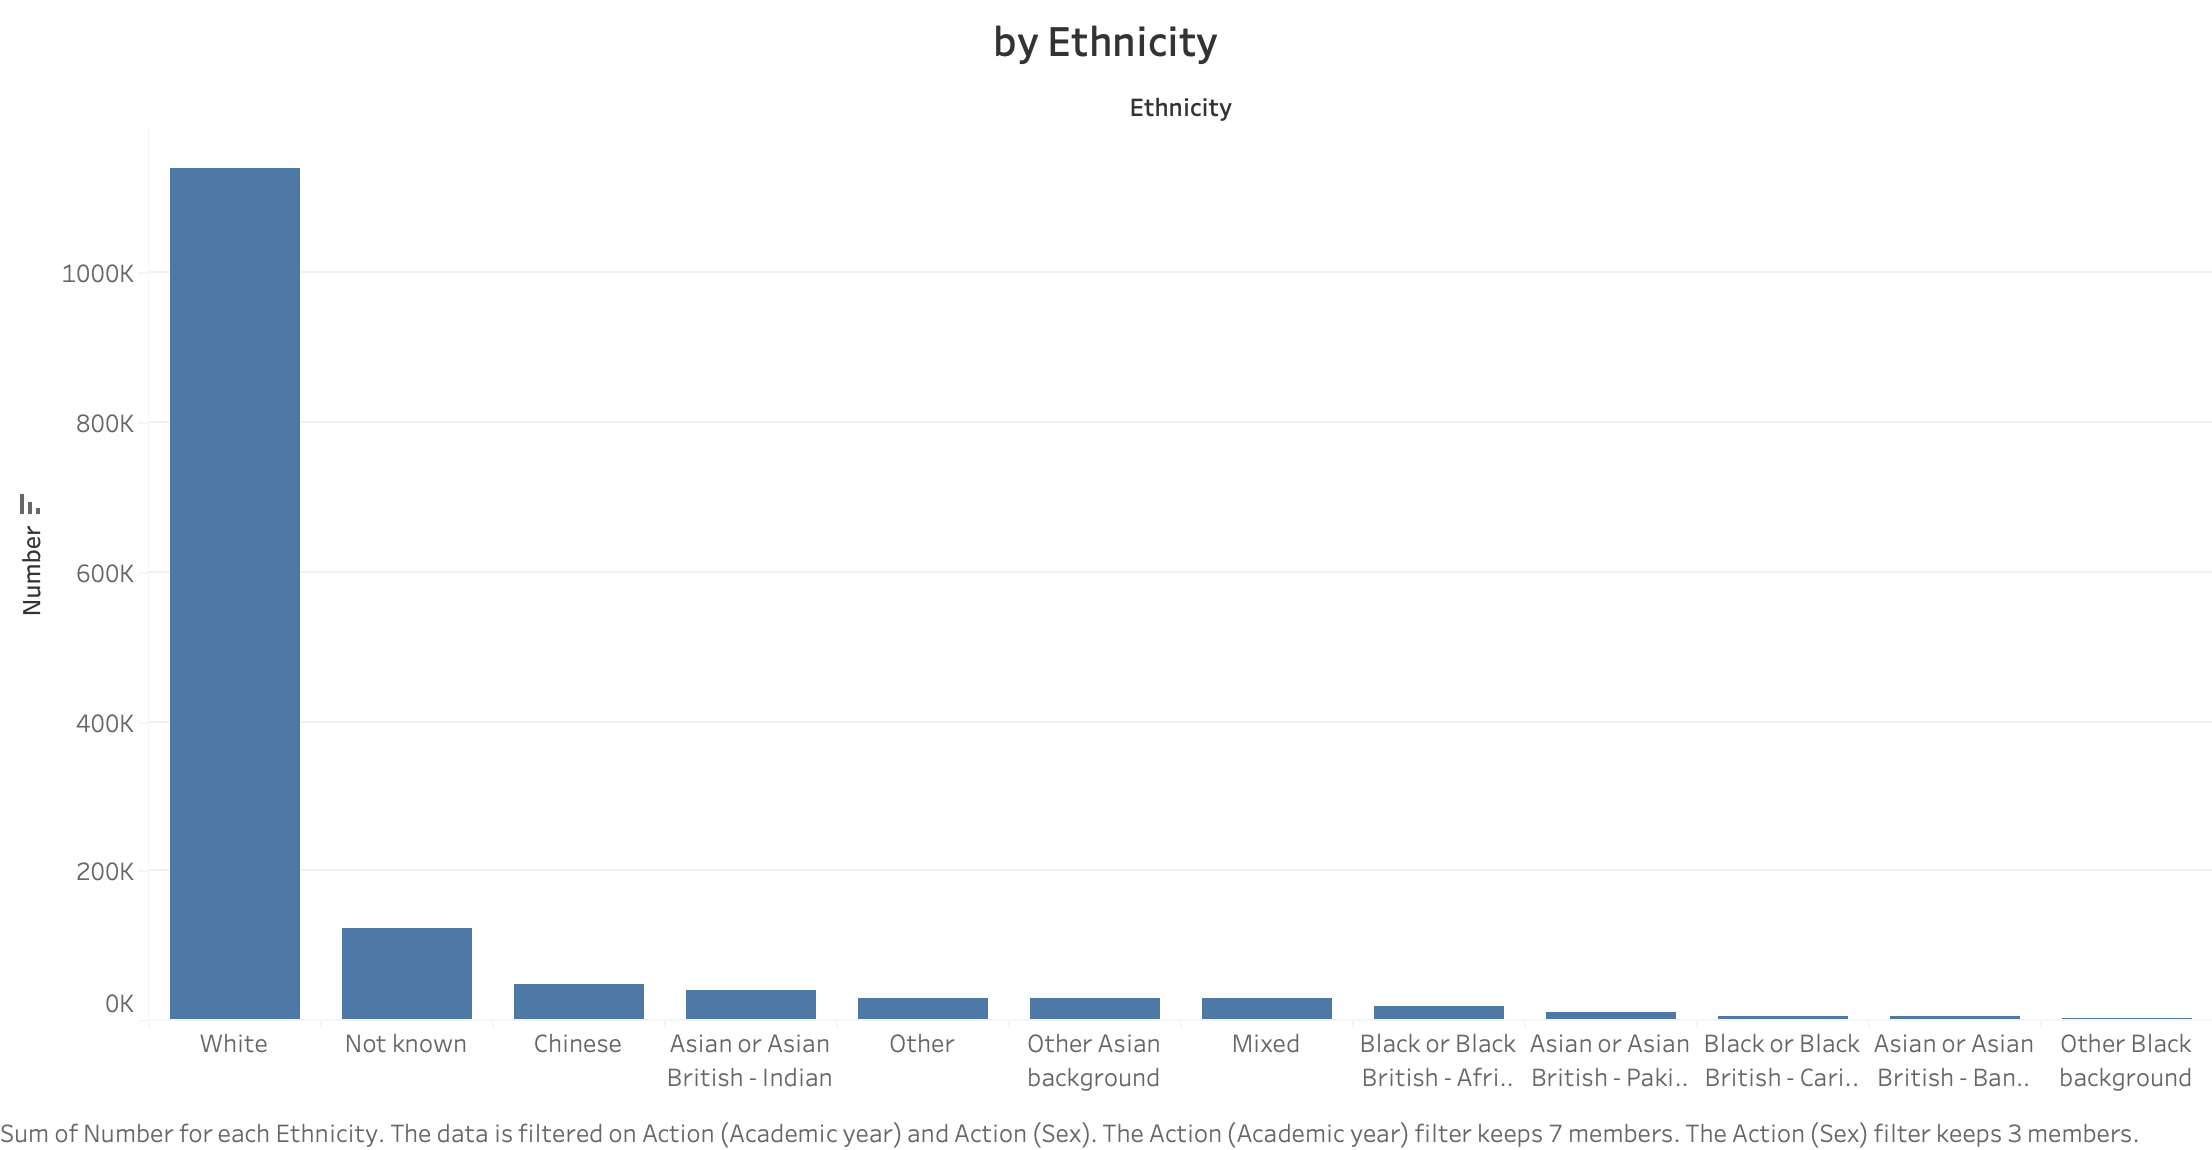 by Ethnicity
Ethnicity
Number
1000K
800K
600K
400K
200K
0K
White
Not known
Chinese
Asian or Asian
British - Indian
Other
Other Asian
background
Mixed
Black or Black
British - Afri..
Asian or Asian
British - Paki..
Black or Black
British - Cari..
Asian or Asian
British - Ban..
Other Black
background
Sum of Number for each Ethnicity. The data is filtered on Action (Academic year) and Action (Sex). The Action (Academic year) filter keeps 7 members. The Action (Sex) filter keeps 3 members.